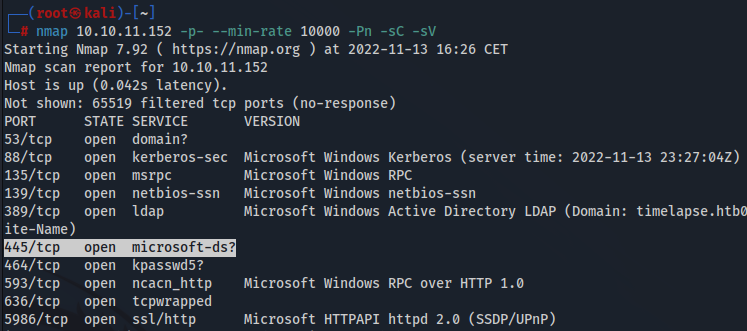 ┌──(root㉿kali)-[~]
└─# nmap 10.10.11.152 -p- --min-rate 10000 -Pn -sC -sV
Starting Nmap 7.92 ( https://nmap.org ) at 2022-11-13 16:26 CET
Nmap scan report for 10.10.11.152
Host is up (0.042s latency).
Not shown: 65519 filtered tcp ports (no-response)
PORT     STATE SERVICE       VERSION
53/tcp   open  domain?
88/tcp   open  kerberos-sec  Microsoft Windows Kerberos (server time: 2022-11-13 23:27:04Z)
135/tcp  open  msrpc         Microsoft Windows RPC
139/tcp  open  netbios-ssn   Microsoft Windows netbios-ssn
389/tcp  open  ldap          Microsoft Windows Active Directory LDAP (Domain: timelapse.htb0
ite-Name)
445/tcp  open  microsoft-ds?
464/tcp  open  kpasswd5?
593/tcp  open  ncacn_http    Microsoft Windows RPC over HTTP 1.0
636/tcp  open  tcpwrapped
5986/tcp open  ssl/http      Microsoft HTTPAPI httpd 2.0 (SSDP/UPnP)